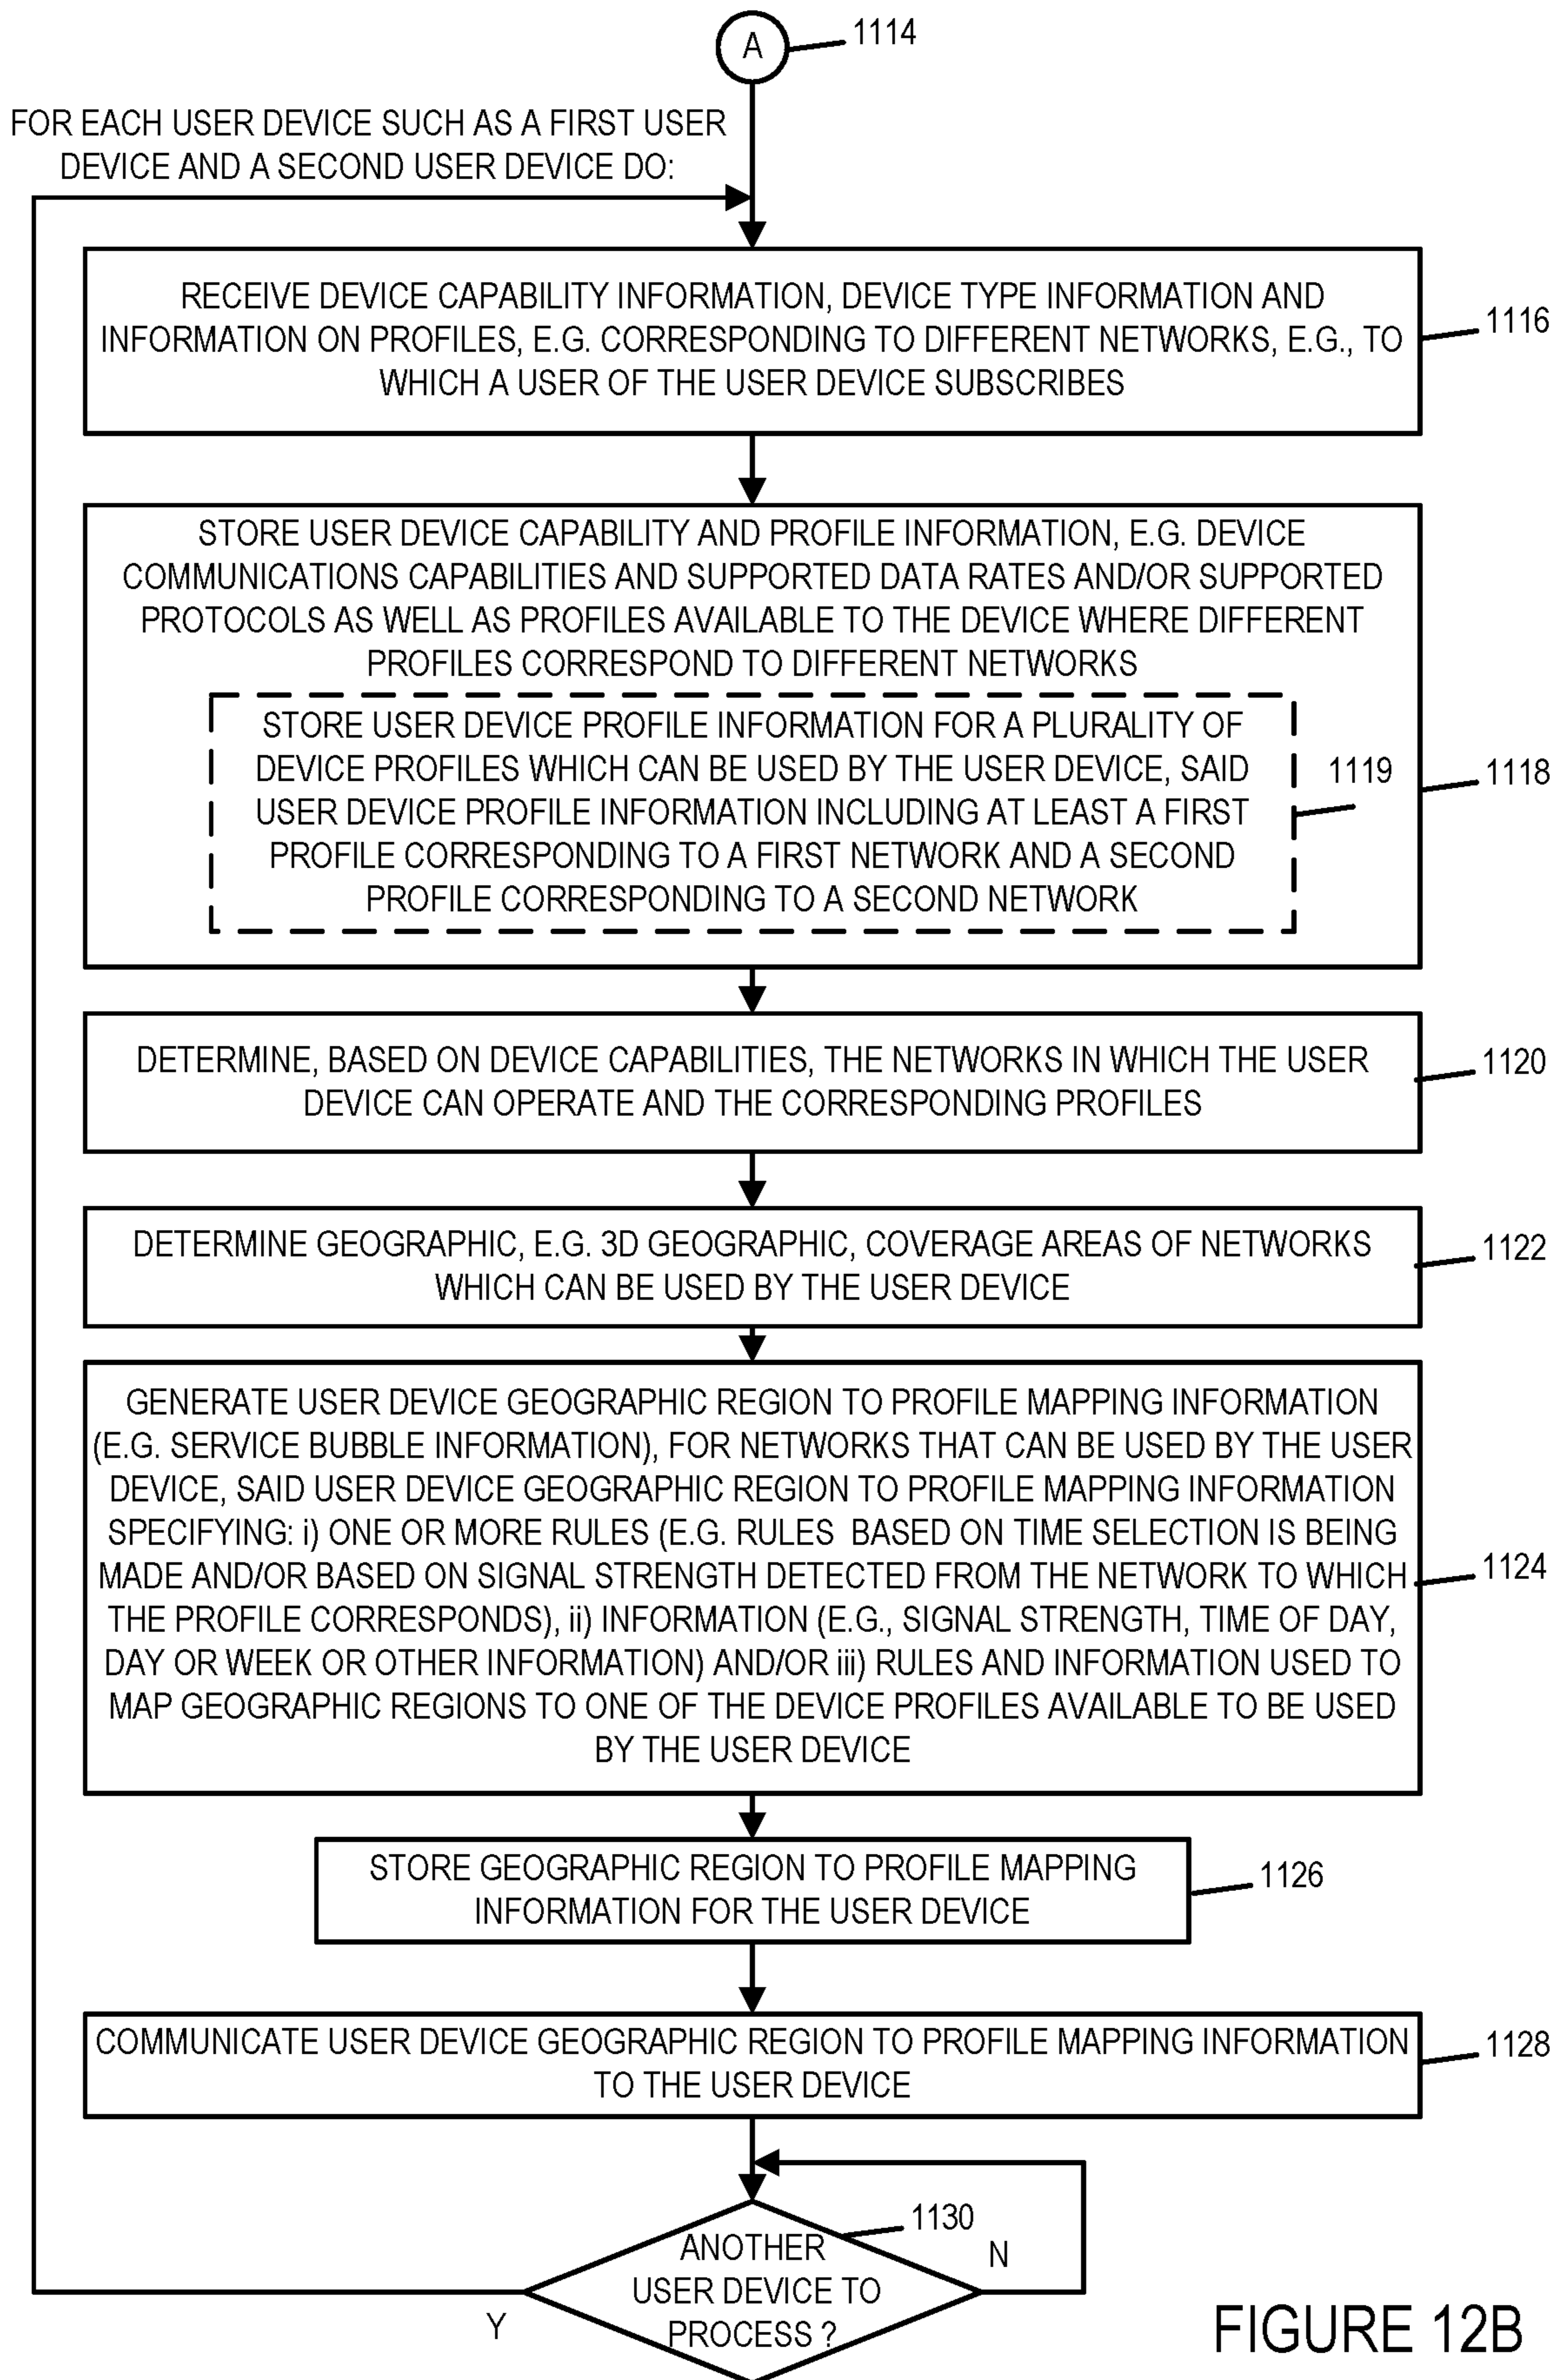 A
1114
FOR EACH USER DEVICE SUCH AS A FIRST USER
DEVICE AND A SECOND USER DEVICE DO:
RECEIVE DEVICE CAPABILITY INFORMATION, DEVICE TYPE INFORMATION AND
INFORMATION ON PROFILES, E.G. CORRESPONDING TO DIFFERENT NETWORKS, E.G., TO
WHICH A USER OF THE USER DEVICE SUBSCRIBES
1116
STORE USER DEVICE CAPABILITY AND PROFILE INFORMATION, E.G. DEVICE
COMMUNICATIONS CAPABILITIES AND SUPPORTED DATA RATES AND/OR SUPPORTED
PROTOCOLS AS WELL AS PROFILES AVAILABLE TO THE DEVICE WHERE DIFFERENT
PROFILES CORRESPOND TO DIFFERENT NETWORKS
STORE USER DEVICE PROFILE INFORMATION FOR A PLURALITY OF
DEVICE PROFILES WHICH CAN BE USED BY THE USER DEVICE, SAID
USER DEVICE PROFILE INFORMATION INCLUDING AT LEAST A FIRST
PROFILE CORRESPONDING TO A FIRST NETWORK AND A SECOND
PROFILE CORRESPONDING TO A SECOND NETWORK
1119
1118
DETERMINE, BASED ON DEVICE CAPABILITIES, THE NETWORKS IN WHICH THE USER
DEVICE CAN OPERATE AND THE CORRESPONDING PROFILES
1120
DETERMINE GEOGRAPHIC, E.G. 3D GEOGRAPHIC, COVERAGE AREAS OF NETWORKS
WHICH CAN BE USED BY THE USER DEVICE
1122
GENERATE USER DEVICE GEOGRAPHIC REGION TO PROFILE MAPPING INFORMATION
(E.G. SERVICE BUBBLE INFORMATION), FOR NETWORKS THAT CAN BE USED BY THE USER
DEVICE, SAID USER DEVICE GEOGRAPHIC REGION TO PROFILE MAPPING INFORMATION
SPECIFYING: i) ONE OR MORE RULES (E.G. RULES BASED ON TIME SELECTION IS BEING
MADE AND/OR BASED ON SIGNAL STRENGTH DETECTED FROM THE NETWORK TO WHICH
THE PROFILE CORRESPONDS), ii) INFORMATION (E.G., SIGNAL STRENGTH, TIME OF DAY,
DAY OR WEEK OR OTHER INFORMATION) AND/OR iii) RULES AND INFORMATION USED TO
MAP GEOGRAPHIC REGIONS TO ONE OF THE DEVICE PROFILES AVAILABLE TO BE USED
BY THE USER DEVICE
1124
STORE GEOGRAPHIC REGION TO PROFILE MAPPING
INFORMATION FOR THE USER DEVICE
1126
COMMUNICATE USER DEVICE GEOGRAPHIC REGION TO PROFILE MAPPING INFORMATION
TO THE USER DEVICE
1128
ANOTHER
USER DEVICE TO
PROCESS ?
1130
N
Y
FIGURE 12B